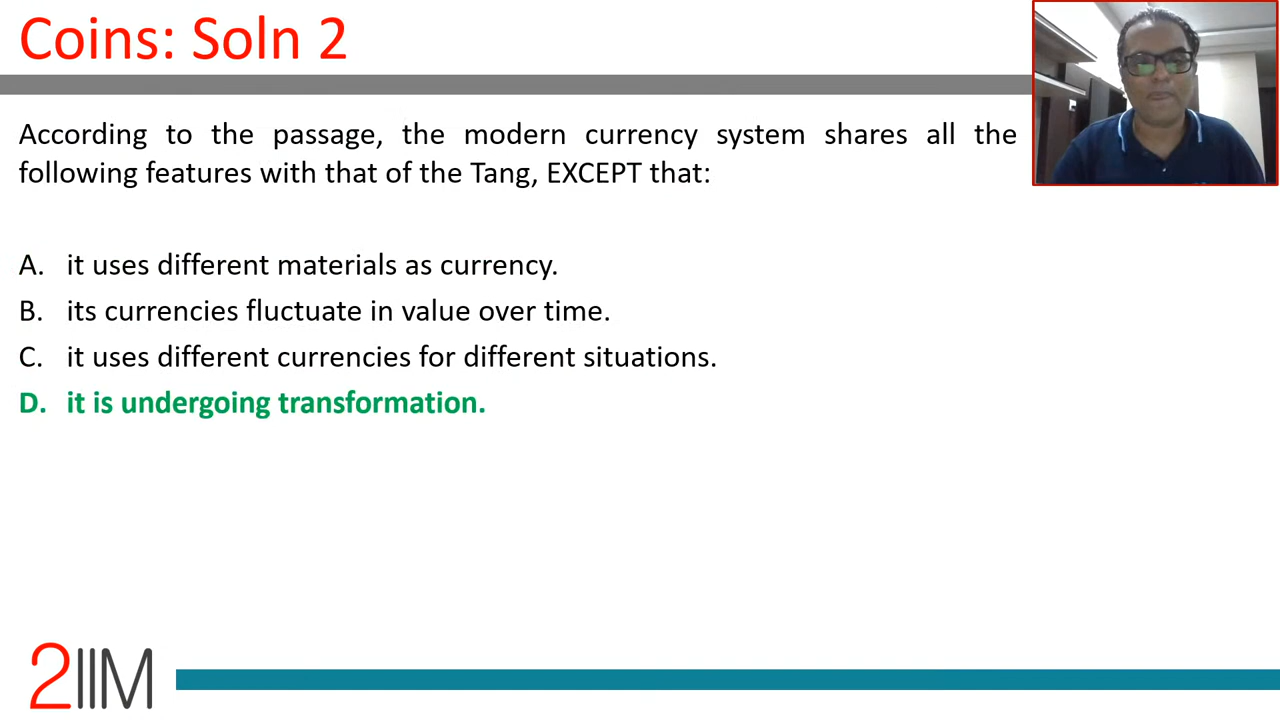 Coins: Soln 2
According to the passage, the modern currency system shares all the
following features with that of the Tang, EXCEPT that:
A. it uses different materials as currency.
B. its currencies fluctuate in value over time.
C. it uses different currencies for different situations.
D. it is undergoing transformation.
2IIM